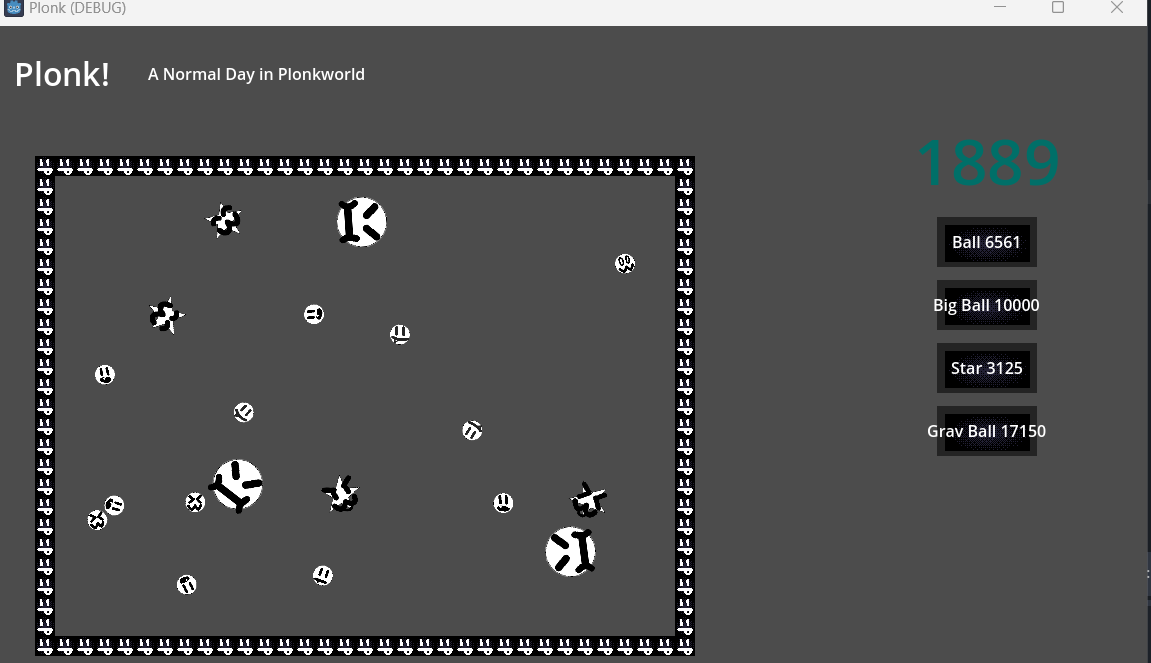 Plonk (DEBUG)
Plonk!
A Normal Day in Plonkworld
1889
Ball 6561
Big Ball 10000
Star 3125
Grav Ball 17150